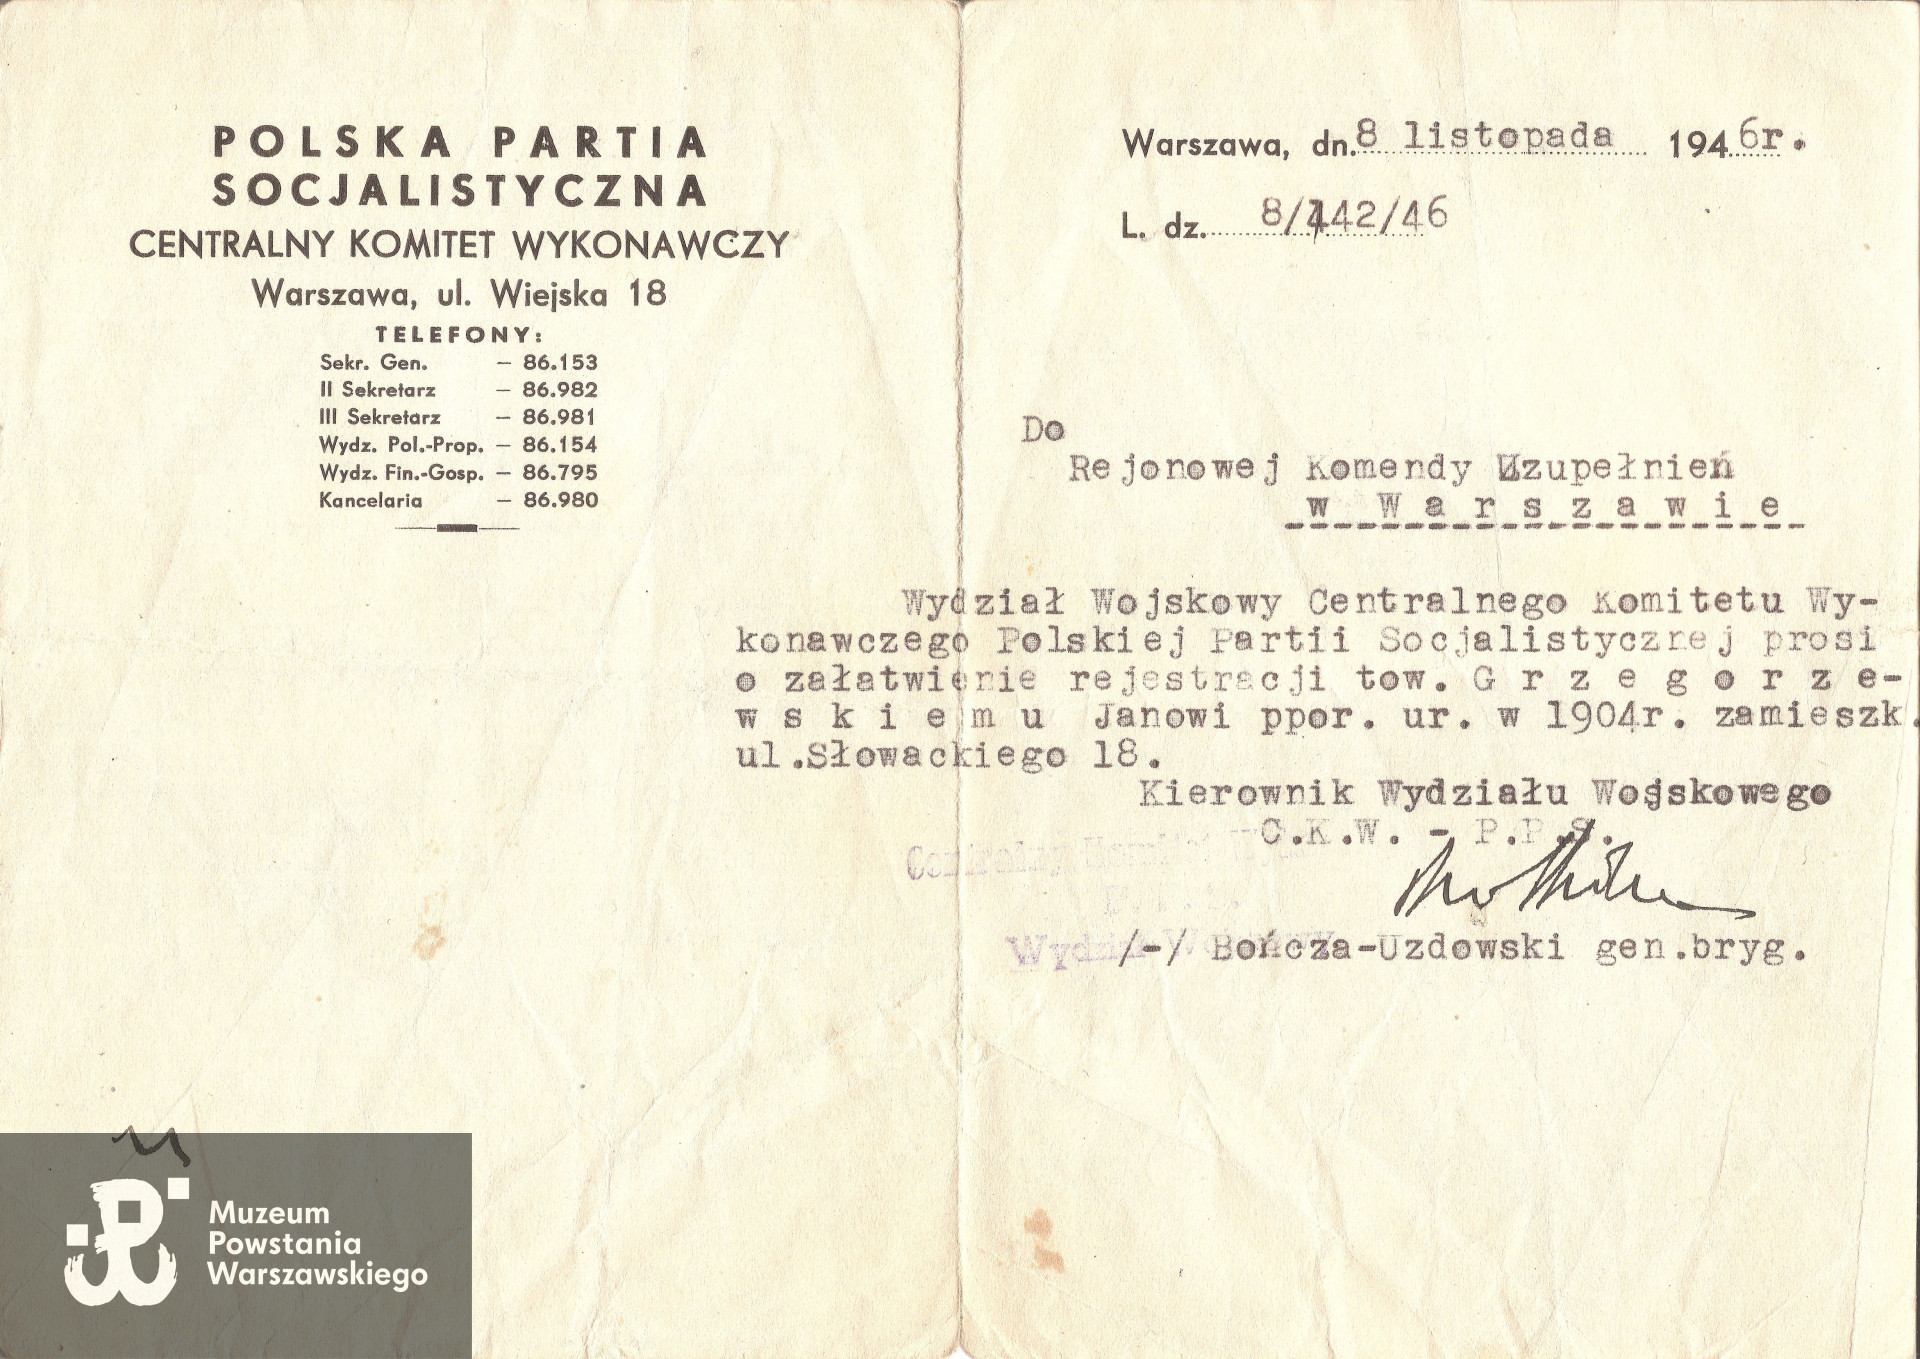 POLSKA PARTIA
SOCJALISTYCZNA
CENTRALNY KOMITET WYKONAWCZY
Warszawa, ul. Wiejska 18
TELEFONY:
Sekr. Gen. – 86.153
II Sekretarz – 86.982
III Sekretarz – 86.981
Wydz. Pol.-Prop. – 86.154
Wydz. Fin.-Gosp. – 86.795
Kancelaria – 86.980
Warszawa, dn. 8 listopada 1946r.
L. dz. 8/142/46
Do
Rejonowej Komendy Uzupełnień
w Warszawie
Wydział Wojskowy Centralnego Komitetu Wy-
konawczego Polskiej Partii Socjalistycznej prosi
o załatwienie rejestracji tow. G r z e g o r z e-
w s k i e m u Janowi ppor. ur. w 1904r. zamieszk.
ul.Słowackiego 18.
Kierownik Wydziału Wojskowego
C.K.W. - P.P.S.
Centralny Komitet
Wydział Wojskowy
/-/ Bończa-Uzdowski gen.bryg.
Muzeum
Powstania
Warszawskiego